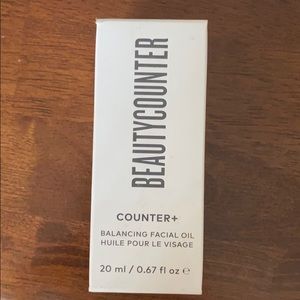 BEAUTYCOUNTER
COUNTER+
BALANCING FACIAL OIL
HUILE POUR LE VISAGE
20 ml / 0.67 fl oz ℮